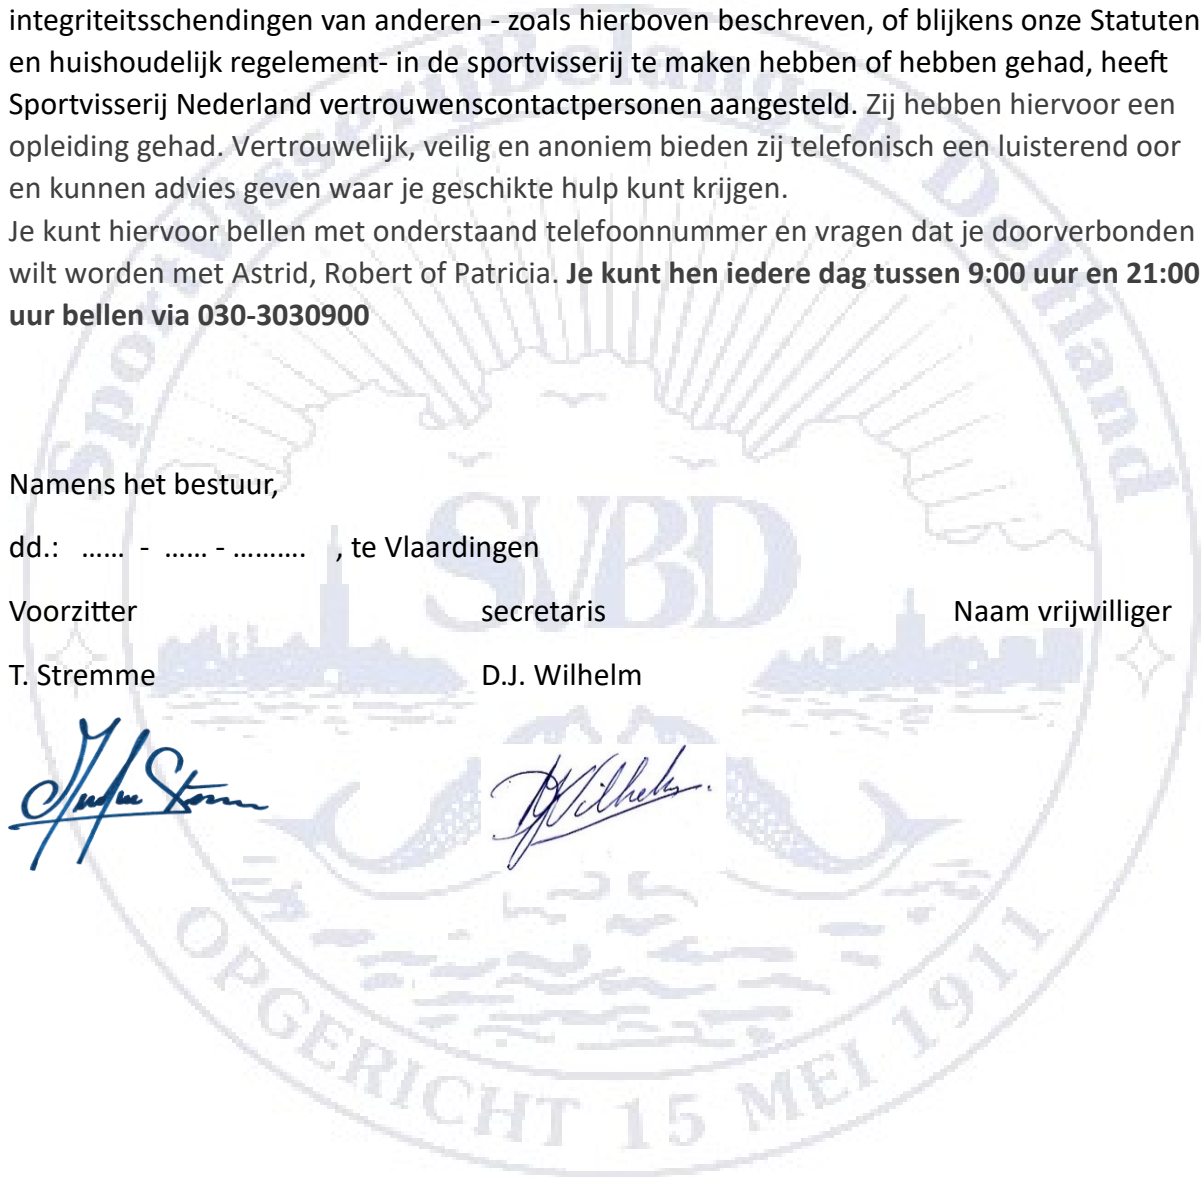 integriteitsschendingen van anderen - zoals hierboven beschreven, of blijkens onze Statuten
en huishoudelijk regelement- in de sportvisserij te maken hebben of hebben gehad, heeft
Sportvisserij Nederland vertrouwenscontactpersonen aangesteld. Zij hebben hiervoor een
opleiding gehad. Vertrouwelijk, veilig en anoniem bieden zij telefonisch een luisterend oor
en kunnen advies geven waar je geschikte hulp kunt krijgen.
Je kunt hiervoor bellen met onderstaand telefoonnummer en vragen dat je doorverbonden
wilt worden met Astrid, Robert of Patricia. Je kunt hen iedere dag tussen 9:00 uur en 21:00
uur bellen via 030-3030900
SportVisserijBelangen Delfland
SVBD
Namens het bestuur,
dd.: ...... - ...... - .......... , te Vlaardingen
Voorzitter secretaris Naam vrijwilliger
T. Stremme D.J. Wilhelm
OPGERICHT 15 MEI 1911